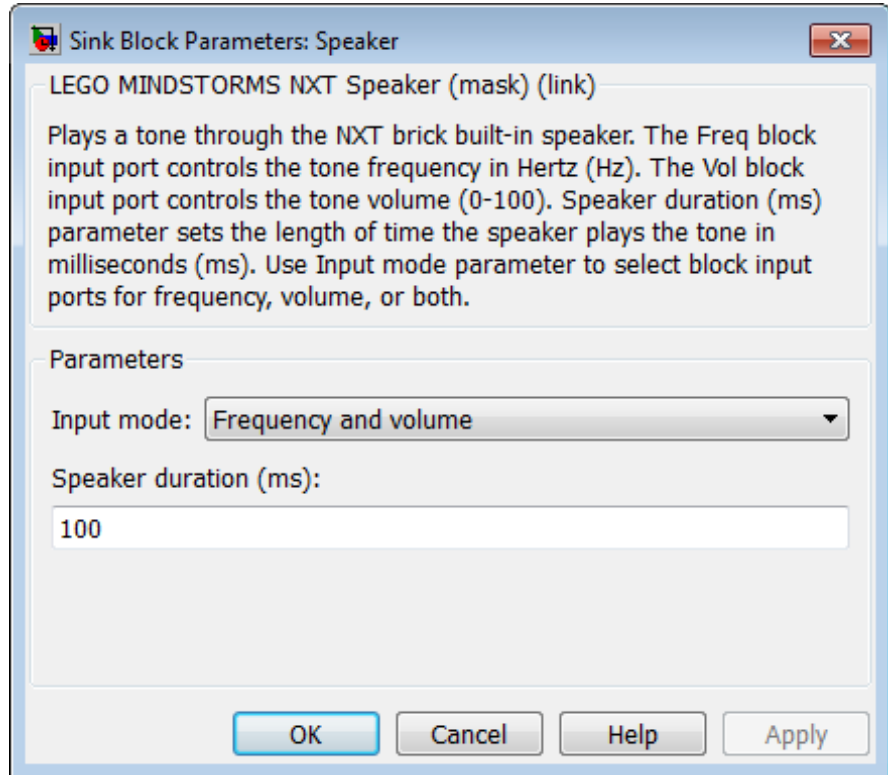 Sink Block Parameters: Speaker
LEGO MINDSTORMS NXT Speaker (mask) (link)
Plays a tone through the NXT brick built-in speaker. The Freq block
input port controls the tone frequency in Hertz (Hz). The Vol block
input port controls the tone volume (0-100). Speaker duration (ms)
parameter sets the length of time the speaker plays the tone in
milliseconds (ms). Use Input mode parameter to select block input
ports for frequency, volume, or both.
Parameters
Input mode: Frequency and volume
Speaker duration (ms):
100
OK Cancel Help Apply